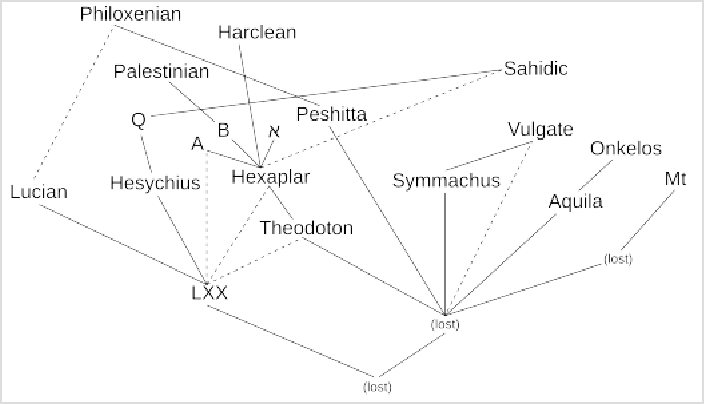 Philoxenian
Harclean
Palestinian
Sahidic
Q
B
א
Peshitta
A
Vulgate
Onkelos
Lucian
Hesychius
Hexaplar
Symmachus
Mt
Aquila
Theodoton
(lost)
LXX
(lost)
(lost)